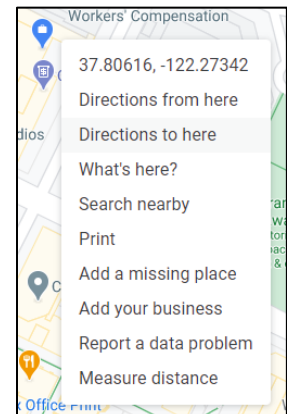 Workers' Compensation
37.80616, -122.27342
Directions from here
dios
Directions to here
What's here?
Search nearby
Print
Add a missing place
Add your business
Report a data problem
Measure distance
Office Print